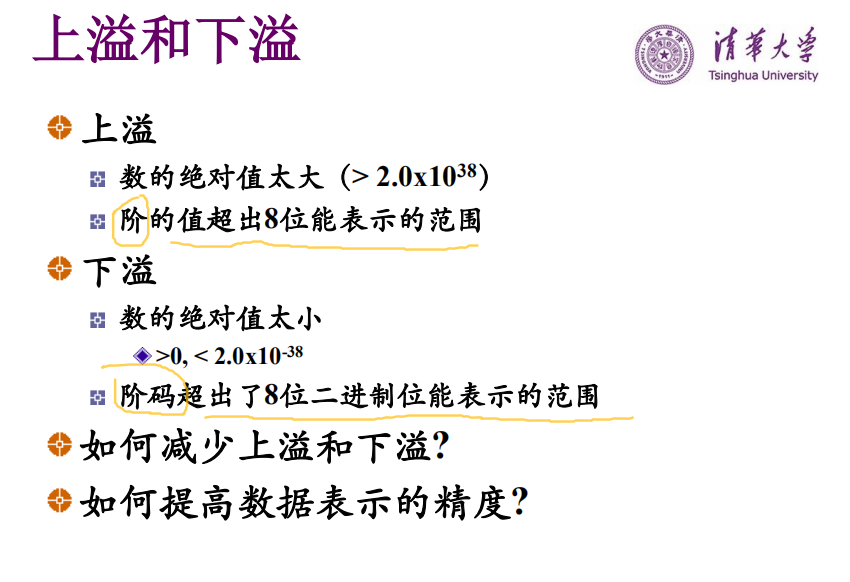 上溢和下溢
清华大学
Tsinghua University
上溢
数的绝对值太大（> 2.0x10³⁸）
阶的值超出8位能表示的范围
下溢
数的绝对值太小
>0, < 2.0x10⁻³⁸
阶码超出了8位二进制位能表示的范围
如何减少上溢和下溢?
如何提高数据表示的精度?